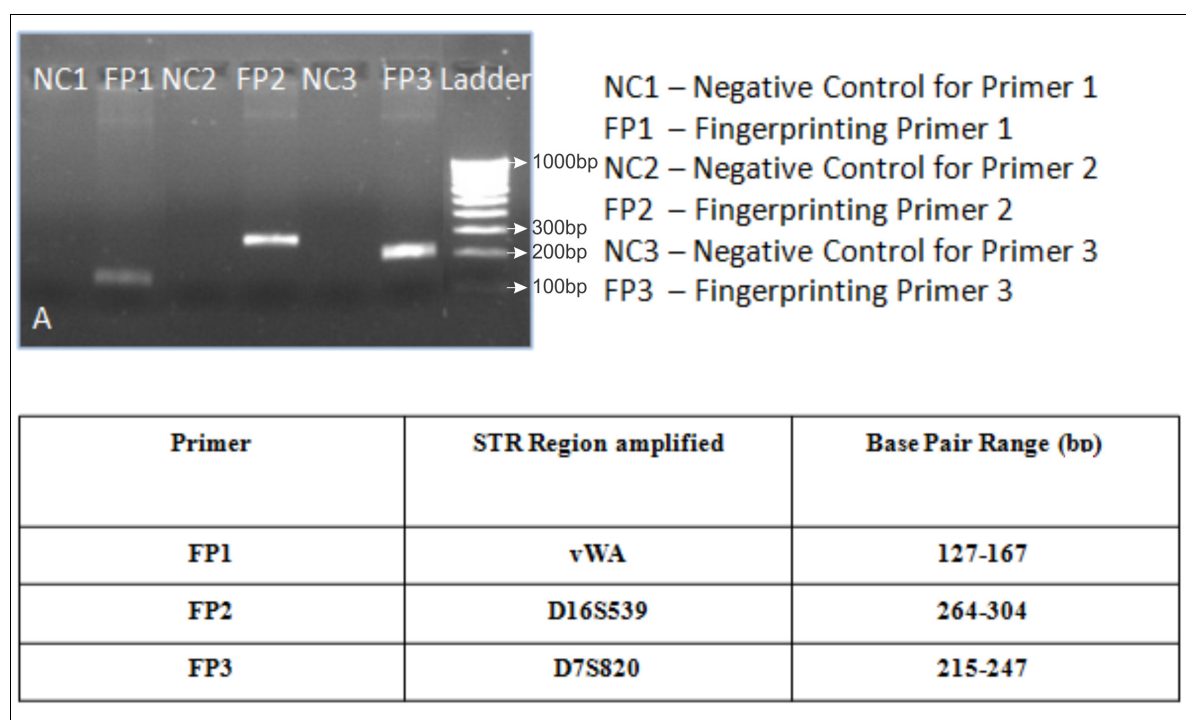 NC1 FP1 NC2 FP2 NC3 FP3 Ladder
1000bp
300bp
200bp
100bp
A
NC1 – Negative Control for Primer 1
FP1 – Fingerprinting Primer 1
NC2 – Negative Control for Primer 2
FP2 – Fingerprinting Primer 2
NC3 – Negative Control for Primer 3
FP3 – Fingerprinting Primer 3
Primer STR Region amplified Base Pair Range (bp)
FP1 vWA 127-167
FP2 D16S539 264-304
FP3 D7S820 215-247